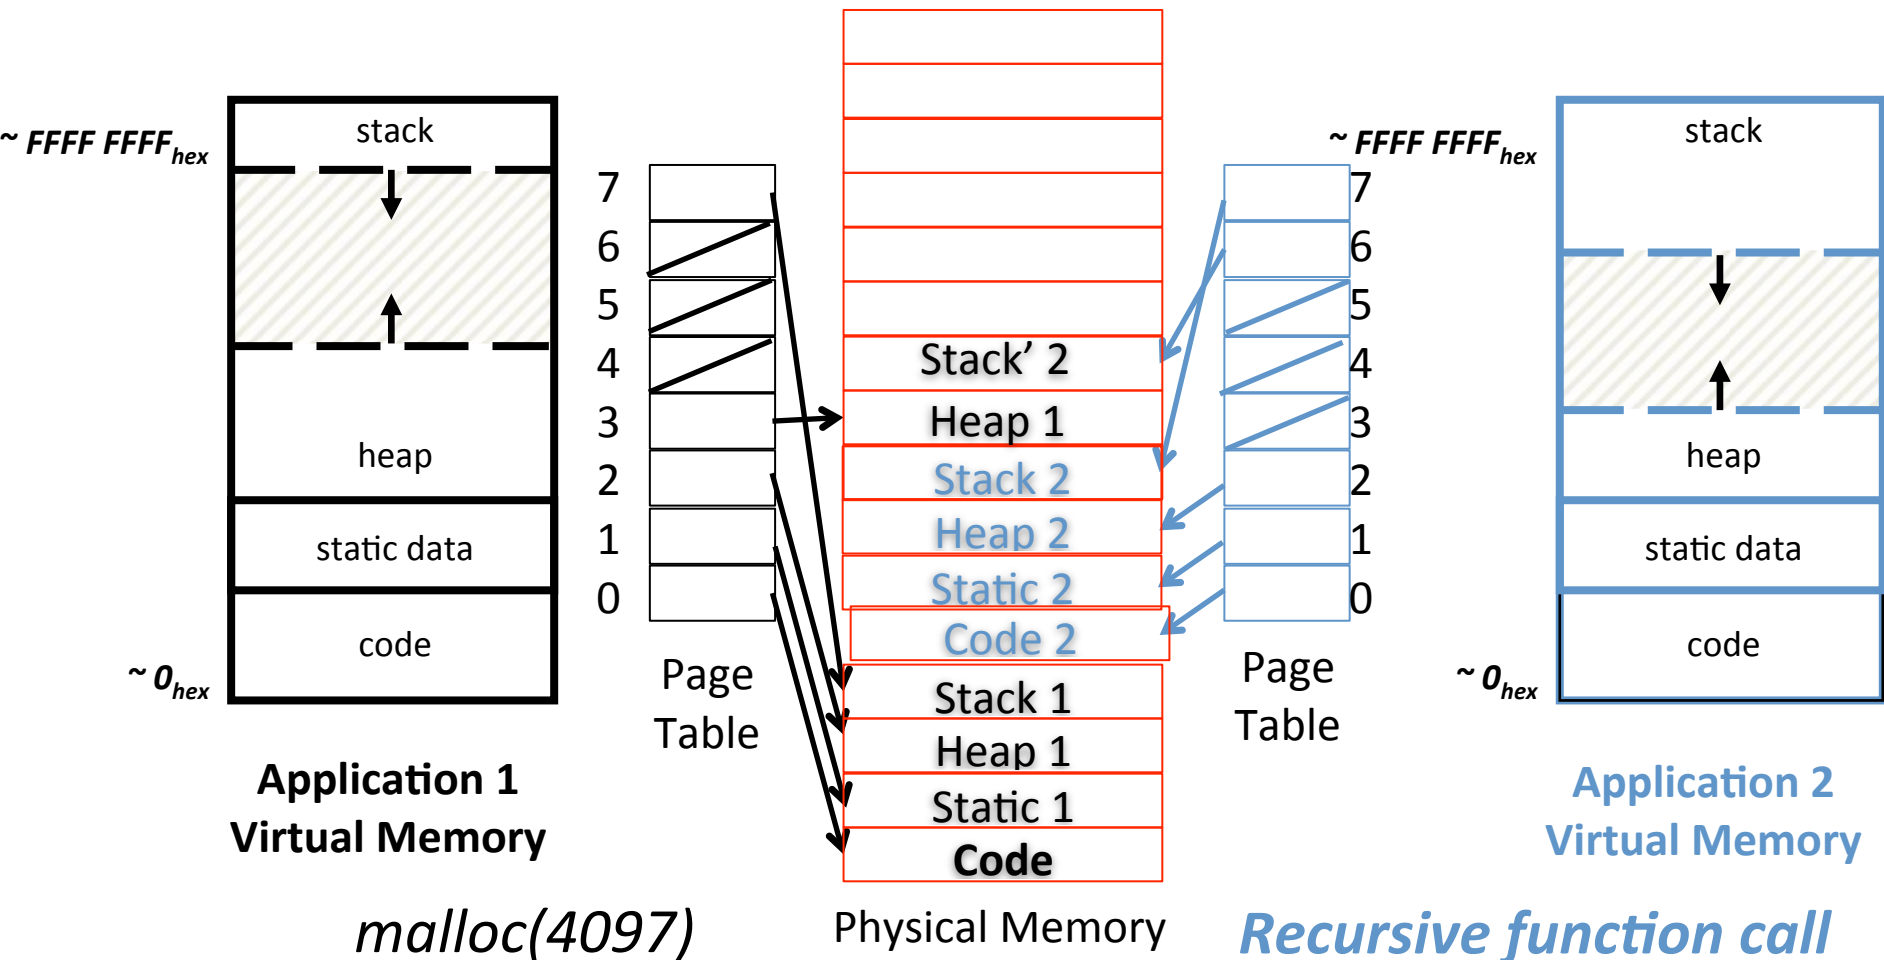 ~ FFFF FFFFhex
stack
heap
static data
code
~ 0hex
Application 1
Virtual Memory
malloc(4097)
7
6
5
4
3
2
1
0
Page
Table
Stack’ 2
Heap 1
Stack 2
Heap 2
Static 2
Code 2
Stack 1
Heap 1
Static 1
Code
Physical Memory
7
6
5
4
3
2
1
0
Page
Table
~ FFFF FFFFhex
stack
heap
static data
code
~ 0hex
Application 2
Virtual Memory
Recursive function call